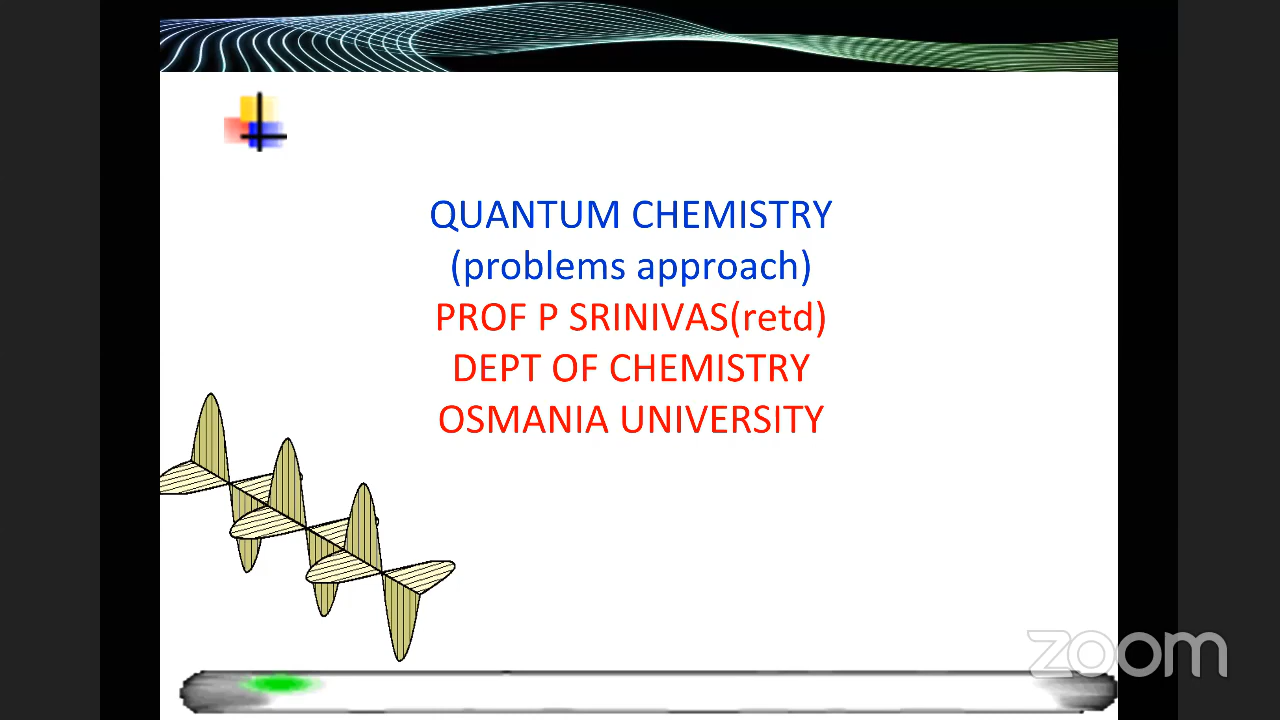 QUANTUM CHEMISTRY
(problems approach)
PROF P SRINIVAS(retd)
DEPT OF CHEMISTRY
OSMANIA UNIVERSITY
zoom